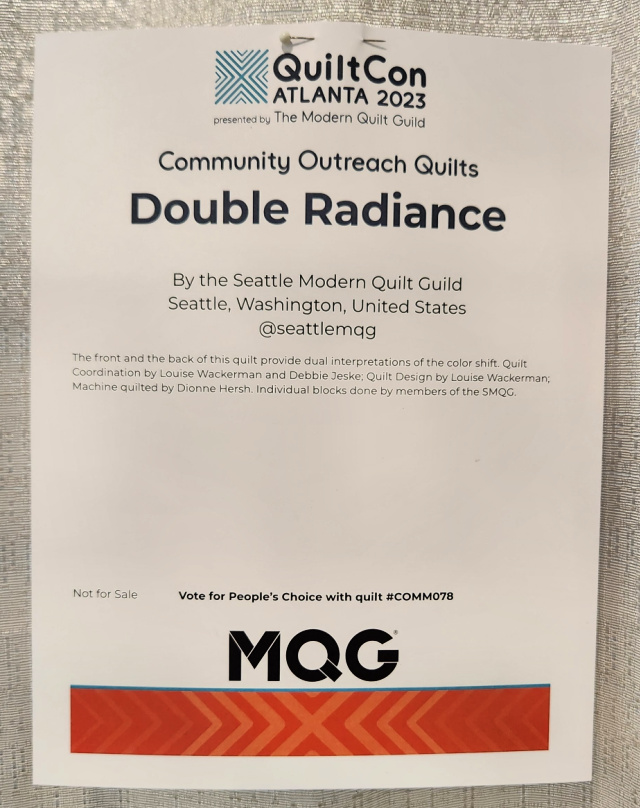 QuiltCon
ATLANTA 2023
presented by The Modern Quilt Guild
Community Outreach Quilts
Double Radiance
By the Seattle Modern Quilt Guild
Seattle, Washington, United States
@seattlemqg
The front and the back of this quilt provide dual interpretations of the color shift. Quilt
Coordination by Louise Wackerman and Debbie Jeske; Quilt Design by Louise Wackerman;
Machine quilted by Dionne Hersh. Individual blocks done by members of the SMQG.
Not for Sale Vote for People's Choice with quilt #COMM078
MQG®